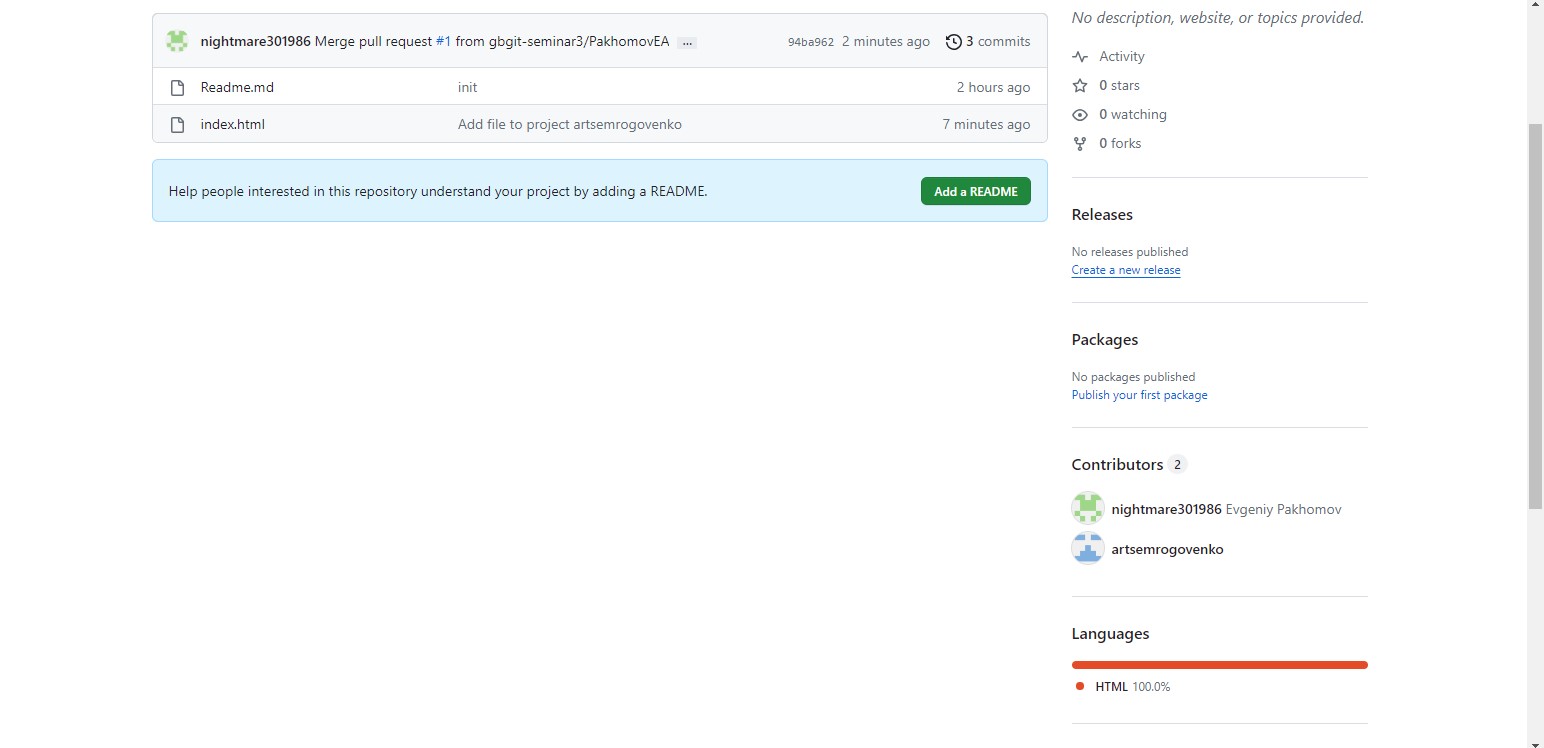 nightmare301986 Merge pull request #1 from gbgit-seminar3/PakhomovEA ... 94ba962 2 minutes ago 3 commits
Readme.md init 2 hours ago
index.html Add file to project artsemrogovenko 7 minutes ago
Help people interested in this repository understand your project by adding a README. Add a README
No description, website, or topics provided.
Activity
0 stars
0 watching
0 forks
Releases
No releases published
Create a new release
Packages
No packages published
Publish your first package
Contributors 2
nightmare301986 Evgeniy Pakhomov
artsemrogovenko
Languages
HTML 100.0%